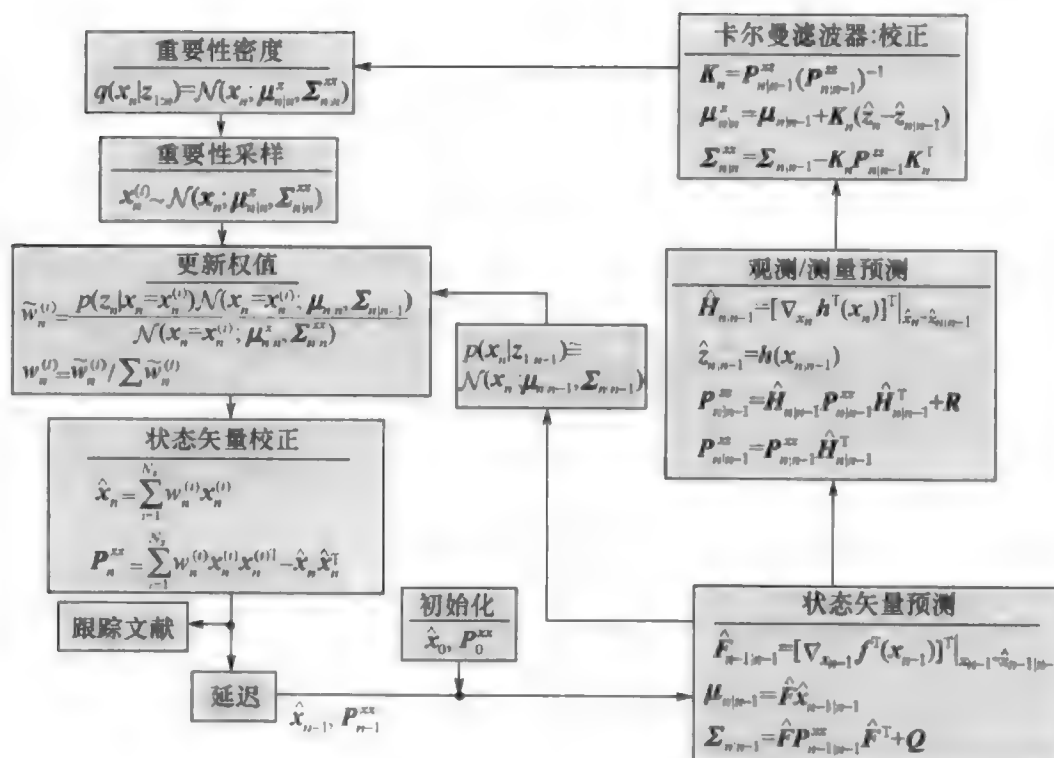 重要性密度
q(x_n|z_{1:n})=𝒩(x_n; μ^x_{n|n}, Σ^{xx}_{n|n})
重要性采样
x_n^{(i)}~𝒩(x_n; μ^x_{n|n}, Σ^{xx}_{n|n})
更新权值
w̃_n^{(i)}=p(z_n|x_n=x_n^{(i)})𝒩(x_n=x_n^{(i)}; μ_{n|n}, Σ_{n|n-1})/𝒩(x_n=x_n^{(i)}; μ^x_{n|n}, Σ^{xx}_{n|n})
w_n^{(i)}=w̃_n^{(i)}/∑w̃_n^{(i)}
状态矢量校正
x̂_n=∑_{i=1}^{N_s}w_n^{(i)}x_n^{(i)}
P_n^{xx}=∑_{i=1}^{N_s}w_n^{(i)}x_n^{(i)}x_n^{(i)T}-x̂_n x̂_n^T
跟踪文献
延迟
x̂_{n-1}, P^{xx}_{n-1}
初始化
x̂_0, P_0^{xx}
p(x_n|z_{1:n-1})≅
𝒩(x_n; μ_{n|n-1}, Σ_{n|n-1})
卡尔曼滤波器:校正
K_n=P^{xz}_{n|n-1}(P^{zz}_{n|n-1})^{-1}
μ^x_{n|n}=μ_{n|n-1}+K_n(ẑ_n-ẑ_{n|n-1})
Σ^{xx}_{n|n}=Σ_{n|n-1}-K_nP^{zz}_{n|n-1}K_n^T
观测/测量预测
Ĥ_{n|n-1}=[∇_{x_n}h^T(x_n)]^T|_{x̂_n=x̂_{n|n-1}}
ẑ_{n|n-1}=h(x_{n|n-1})
P^{zz}_{n|n-1}=Ĥ_{n|n-1}P^{xx}_{n|n-1}Ĥ^T_{n|n-1}+R
P^{xz}_{n|n-1}=P^{xx}_{n|n-1}Ĥ^T_{n|n-1}
状态矢量预测
F̂_{n-1|n-1}=[∇_{x_{n-1}}f^T(x_{n-1})]^T|_{x_{n-1}=x̂_{n-1|n-}}
μ_{n|n-1}=F̂x̂_{n-1|n-1}
Σ_{n|n-1}=F̂P^{xx}_{n-1|n-1}F̂^T+Q